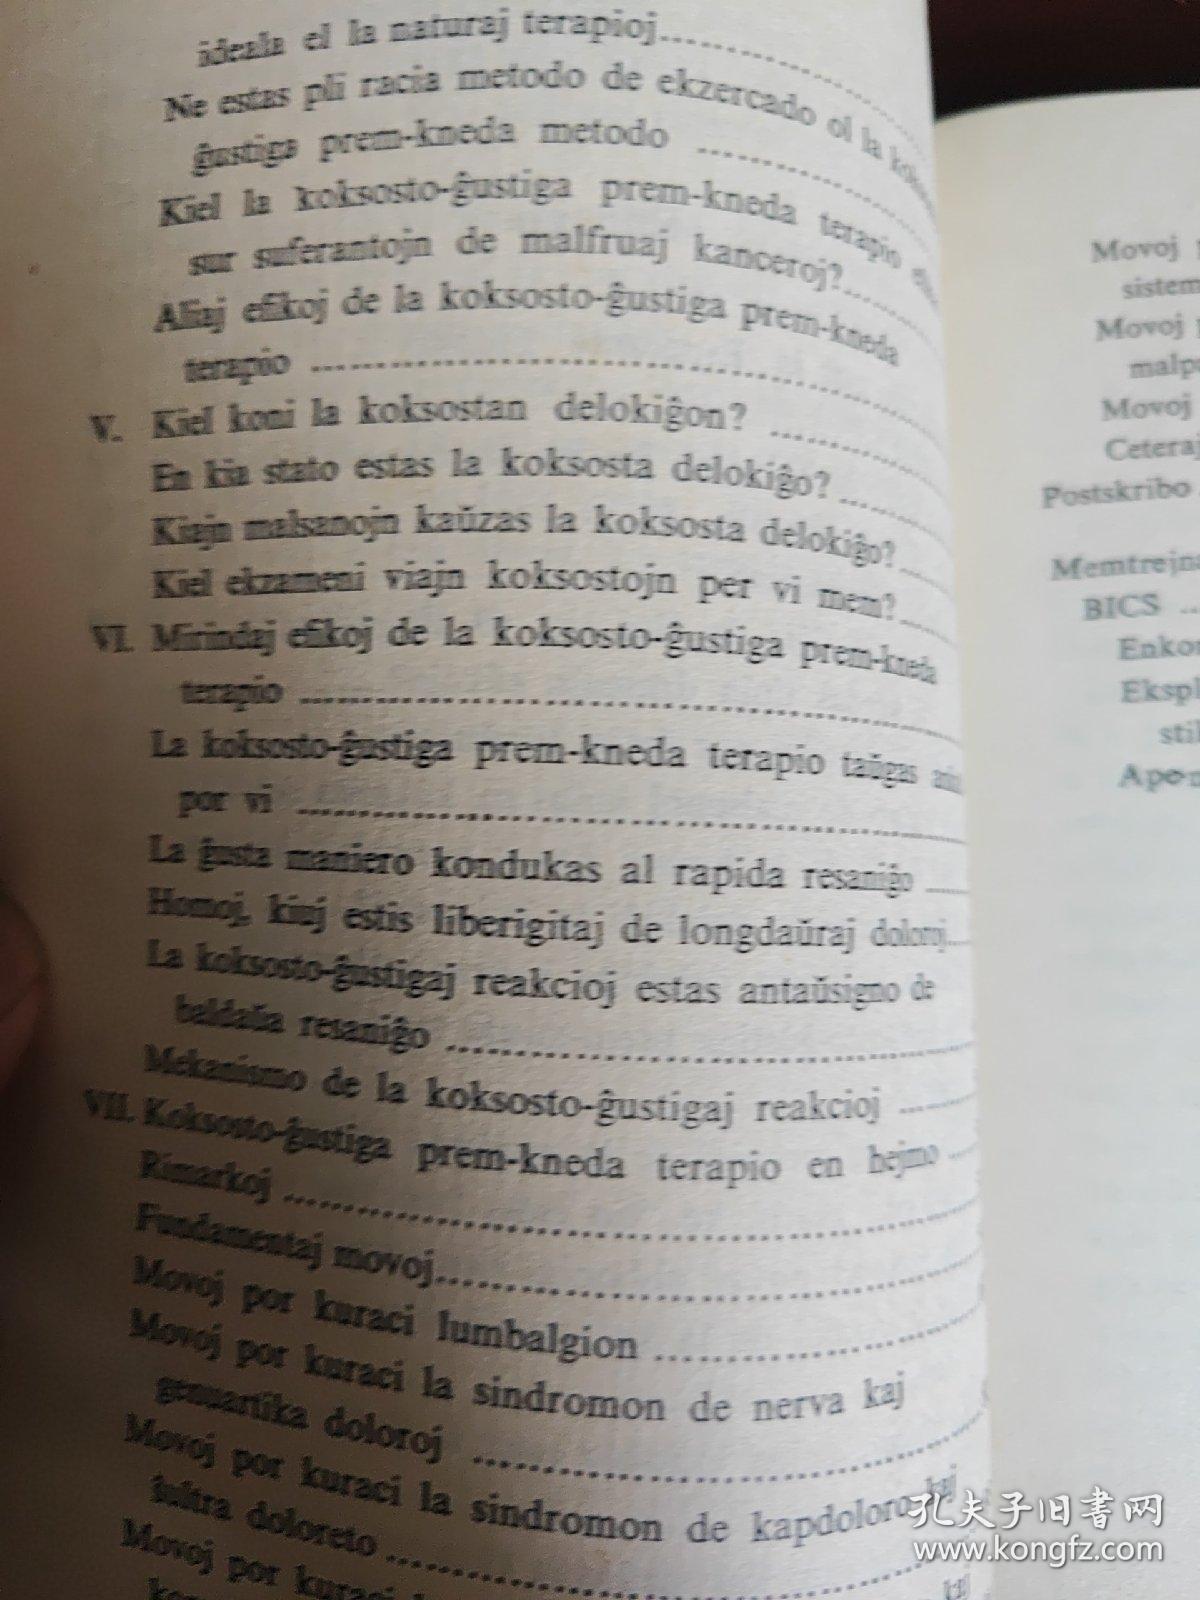 ideala el la naturaj terapioj
Ne estas pli racia metodo de ekzercado ol la
ĝustiga prem-kneda metodo
Kiel la koksosto-ĝustiga prem-kneda terapio
sur suferantojn de malfruaj kanceroj?
Aliaj efikoj de la koksosto-ĝustiga prem-kneda
terapio
V. Kiel koni la koksostan delokiĝon?
En kia stato estas la koksosta delokiĝo?
Kiajn malsanojn kaŭzas la koksosta delokiĝo?
Kiel ekzameni viajn koksostojn per vi mem?
VI. Mirindaj efikoj de la koksosto-ĝustiga prem-kneda
terapio
La koksosto-ĝustiga prem-kneda terapio taŭgas
por vi
La ĝusta maniero kondukas al rapida resaniĝo
Homoj, kiuj estis liberigitaj de longdaŭraj doloroj
La koksosto-ĝustigaj reakcioj estas antaŭsigno de
baldaŭa resaniĝo
Mekanismo de la koksosto-ĝustigaj reakcioj
VII. Koksosto-ĝustiga prem-kneda terapio en hejmo
Rimarkoj
Fundamentaj movoj
Movoj por kuraci lumbalgion
Movoj por kuraci la sindromon de nerva kaj
genuartika doloroj
Movoj por kuraci la sindromon de kapdoloro kaj
ŝultra doloreto
Movoj por kuraci
kaj
Movoj
sistem
Movoj
malp
Movoj
Ceteraj
Postskribo
Memtrejna
BICS
Enko
Ekspl
sti
Apo
孔夫子旧书网
www.kongfz.com